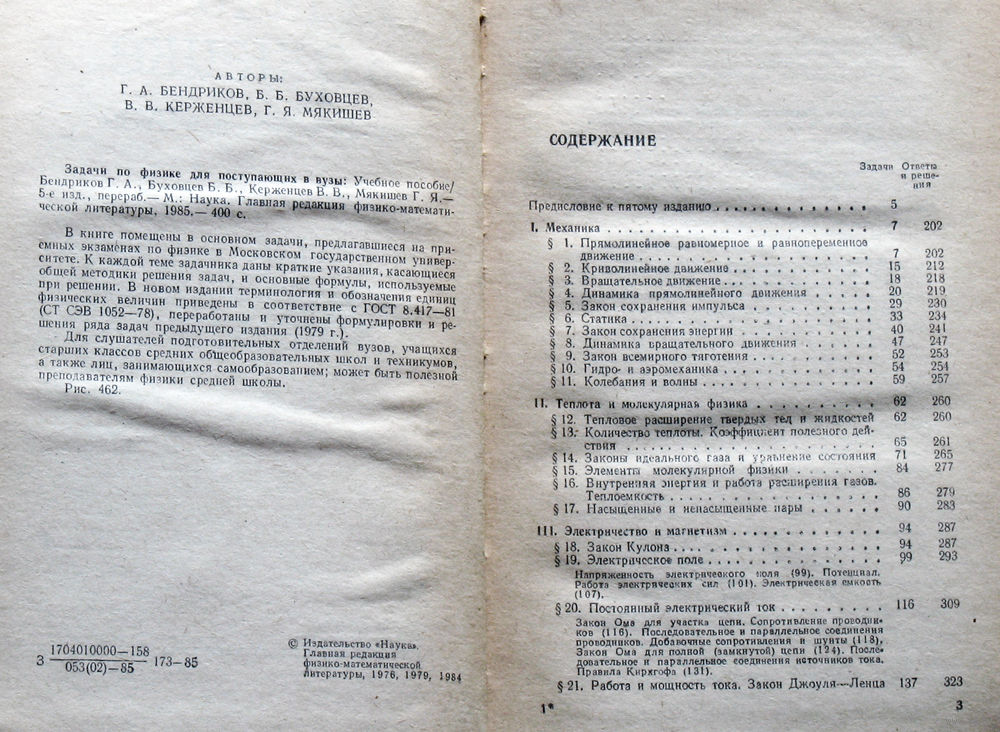 АВТОРЫ:
Г. А. БЕНДРИКОВ, Б. Б. БУХОВЦЕВ,
В. В. КЕРЖЕНЦЕВ, Г. Я. МЯКИШЕВ
Задачи по физике для поступающих в вузы: Учебное пособие/
Бендриков Г. А., Буховцев Б. Б., Керженцев В. В., Мякишев Г. Я.—
5-е изд., перераб.— М.: Наука. Главная редакция физико-математи-
ческой литературы, 1985.— 400 с.
В книге помещены в основном задачи, предлагавшиеся на при-
емных экзаменах по физике в Московском государственном универ-
ситете. К каждой теме задачника даны краткие указания, касающиеся
общей методики решения задач, и основные формулы, используемые
при решении. В новом издании терминология и обозначения единиц
физических величин приведены в соответствие с ГОСТ 8.417—81
(СТ СЭВ 1052—78), переработаны и уточнены формулировки и ре-
шения ряда задач предыдущего издания (1979 г.).
Для слушателей подготовительных отделений вузов, учащихся
старших классов средних общеобразовательных школ и техникумов,
а также лиц, занимающихся самообразованием; может быть полезной
преподавателям физики средней школы.
Рис. 462.
З 1704010000—158
053(02)—85 173-85
© Издательство «Наука».
Главная редакция
физико-математической
литературы, 1976, 1979, 1984
СОДЕРЖАНИЕ
Задачи Ответы
и реше-
ния
Предисловие к пятому изданию . . . . . . . . . . . . 5
I. Механика . . . . . . . . . . . . . . . . 7 202
§ 1. Прямолинейное равномерное и равнопеременное
движение . . . . . . . . . . . . . . 7 202
§ 2. Криволинейное движение . . . . . . . . . 15 212
§ 3. Вращательное движение . . . . . . . . . . 18 218
§ 4. Динамика прямолинейного движения . . . . 20 219
§ 5. Закон сохранения импульса . . . . . . . . 29 230
§ 6. Статика . . . . . . . . . . . . . . . 33 234
§ 7. Закон сохранения энергии . . . . . . . . . 40 241
§ 8. Динамика вращательного движения . . . . . 47 247
§ 9. Закон всемирного тяготения . . . . . . . . 52 253
§ 10. Гидро- и аэромеханика . . . . . . . . . . 54 254
§ 11. Колебания и волны . . . . . . . . . . . 59 257
II. Теплота и молекулярная физика . . . . . . . . 62 260
§ 12. Тепловое расширение твердых тел и жидкостей 62 260
§ 13. Количество теплоты. Коэффициент полезного дей-
ствия . . . . . . . . . . . . . . . . 65 261
§ 14. Законы идеального газа и уравнение состояния 71 265
§ 15. Элементы молекулярной физики . . . . . . 84 277
§ 16. Внутренняя энергия и работа расширения газов.
Теплоемкость . . . . . . . . . . . . . 86 279
§ 17. Насыщенные и ненасыщенные пары . . . . . 90 283
III. Электричество и магнетизм . . . . . . . . . . 94 287
§ 18. Закон Кулона . . . . . . . . . . . . . 94 287
§ 19. Электрическое поле . . . . . . . . . . . 99 293
Напряженность электрического поля (99). Потенциал.
Работа электрических сил (101). Электрическая емкость
(107).
§ 20. Постоянный электрический ток . . . . . . . . 116 309
Закон Ома для участка цепи. Сопротивление проводни-
ков (116). Последовательное и параллельное соединения
проводников. Добавочные сопротивления и шунты (118).
Закон Ома для полной (замкнутой) цепи (124). После-
довательное и параллельное соединения источников тока.
Правила Кирхгофа (131).
§ 21. Работа и мощность тока. Закон Джоуля—Ленца 137 323
1* 3